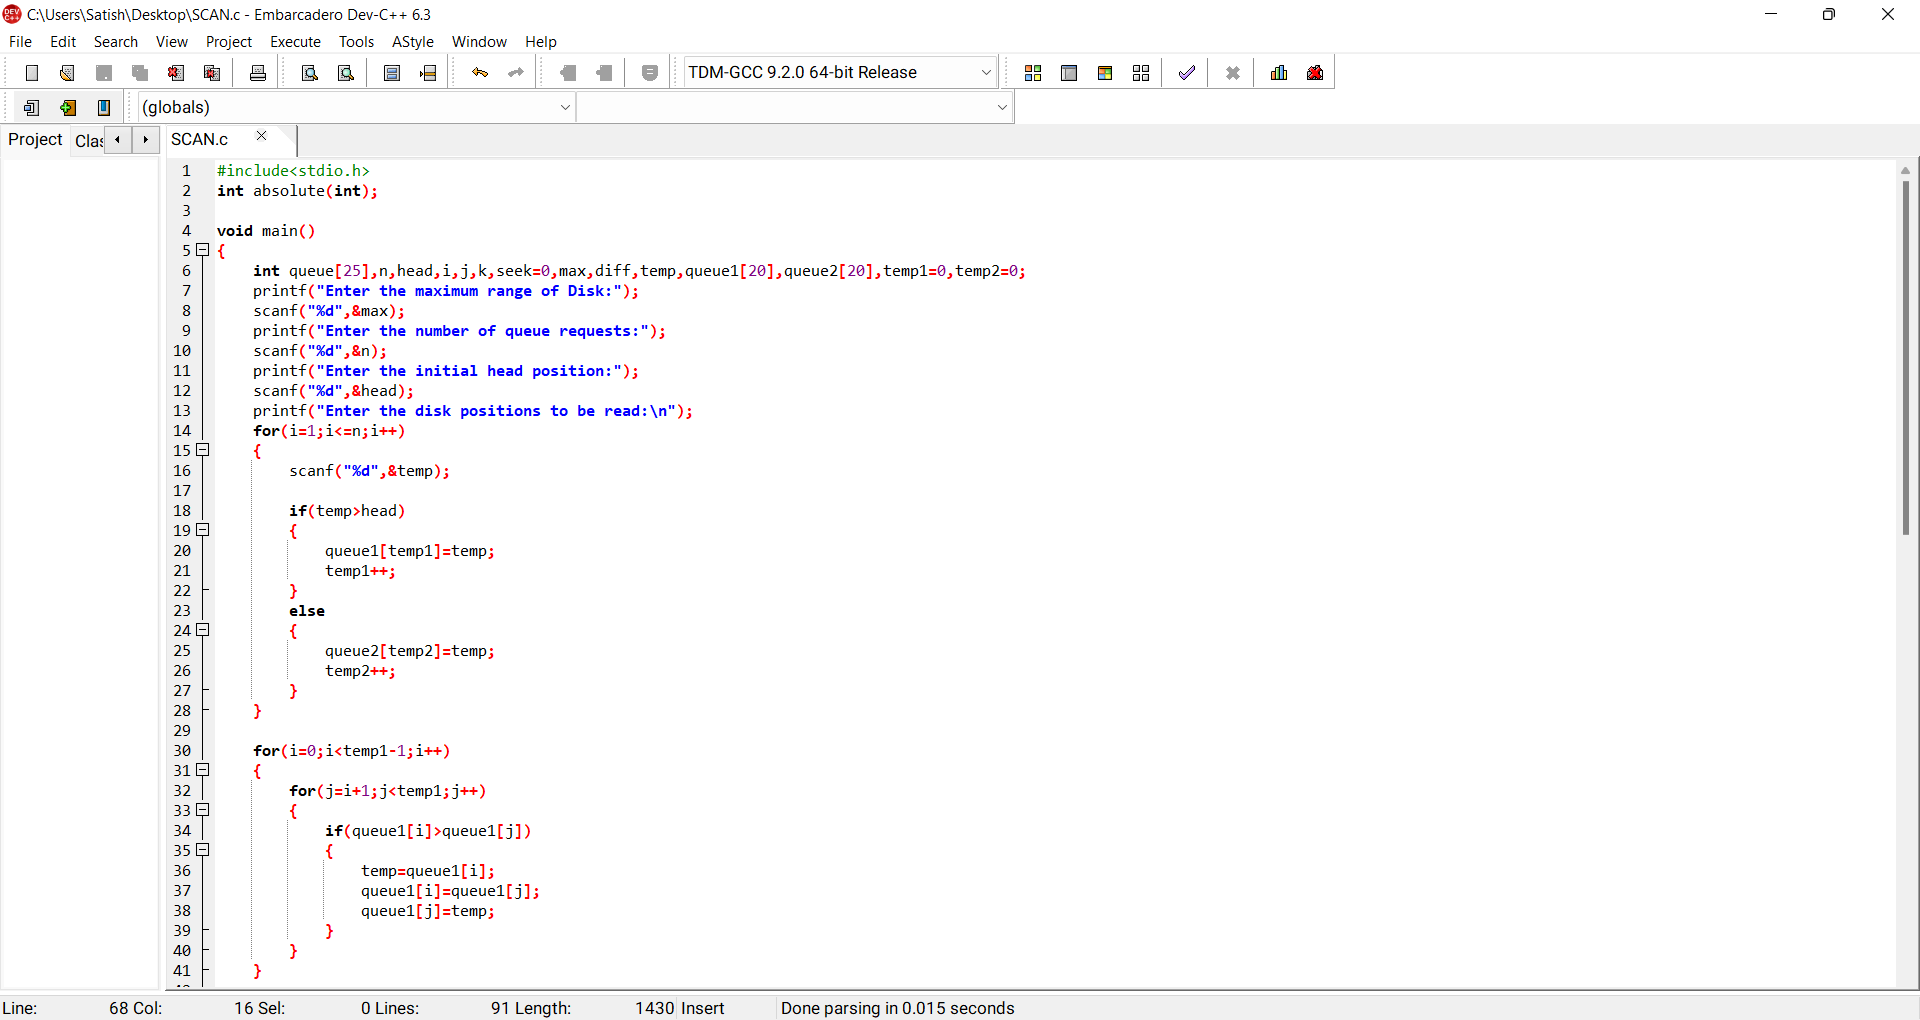 C:\Users\Satish\Desktop\SCAN.c - Embarcadero Dev-C++ 6.3
File Edit Search View Project Execute Tools AStyle Window Help
TDM-GCC 9.2.0 64-bit Release
(globals)
Project Clas SCAN.c
1 #include<stdio.h>
2 int absolute(int);
3
4 void main()
5 {
6 int queue[25],n,head,i,j,k,seek=0,max,diff,temp,queue1[20],queue2[20],temp1=0,temp2=0;
7 printf("Enter the maximum range of Disk:");
8 scanf("%d",&max);
9 printf("Enter the number of queue requests:");
10 scanf("%d",&n);
11 printf("Enter the initial head position:");
12 scanf("%d",&head);
13 printf("Enter the disk positions to be read:\n");
14 for(i=1;i<=n;i++)
15 {
16 scanf("%d",&temp);
17
18 if(temp>head)
19 {
20 queue1[temp1]=temp;
21 temp1++;
22 }
23 else
24 {
25 queue2[temp2]=temp;
26 temp2++;
27 }
28 }
29
30 for(i=0;i<temp1-1;i++)
31 {
32 for(j=i+1;j<temp1;j++)
33 {
34 if(queue1[i]>queue1[j])
35 {
36 temp=queue1[i];
37 queue1[i]=queue1[j];
38 queue1[j]=temp;
39 }
40 }
41 }
Line: 68 Col: 16 Sel: 0 Lines: 91 Length: 1430 Insert Done parsing in 0.015 seconds